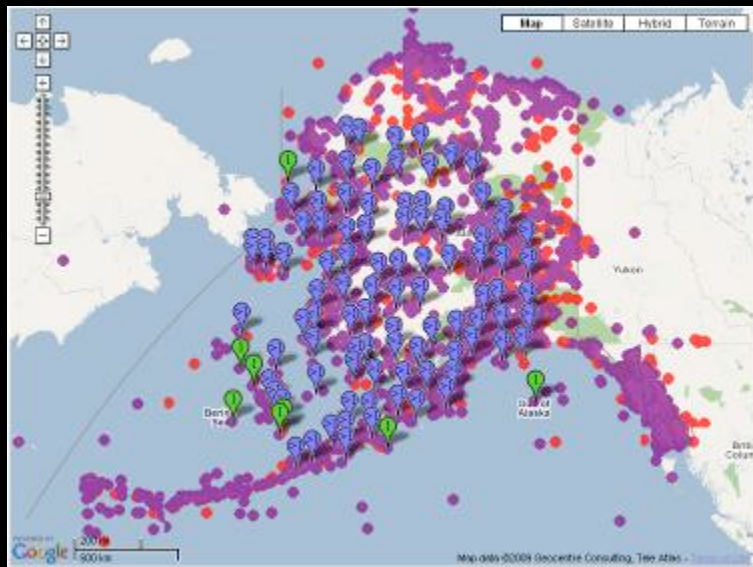 Map Satellite Hybrid Terrain
Yukon
Gulf of
Alaska
Sea
200 mi
500 km
POWERED BY
Google
Map data ©2009 Geocentre Consulting, Tele Atlas -